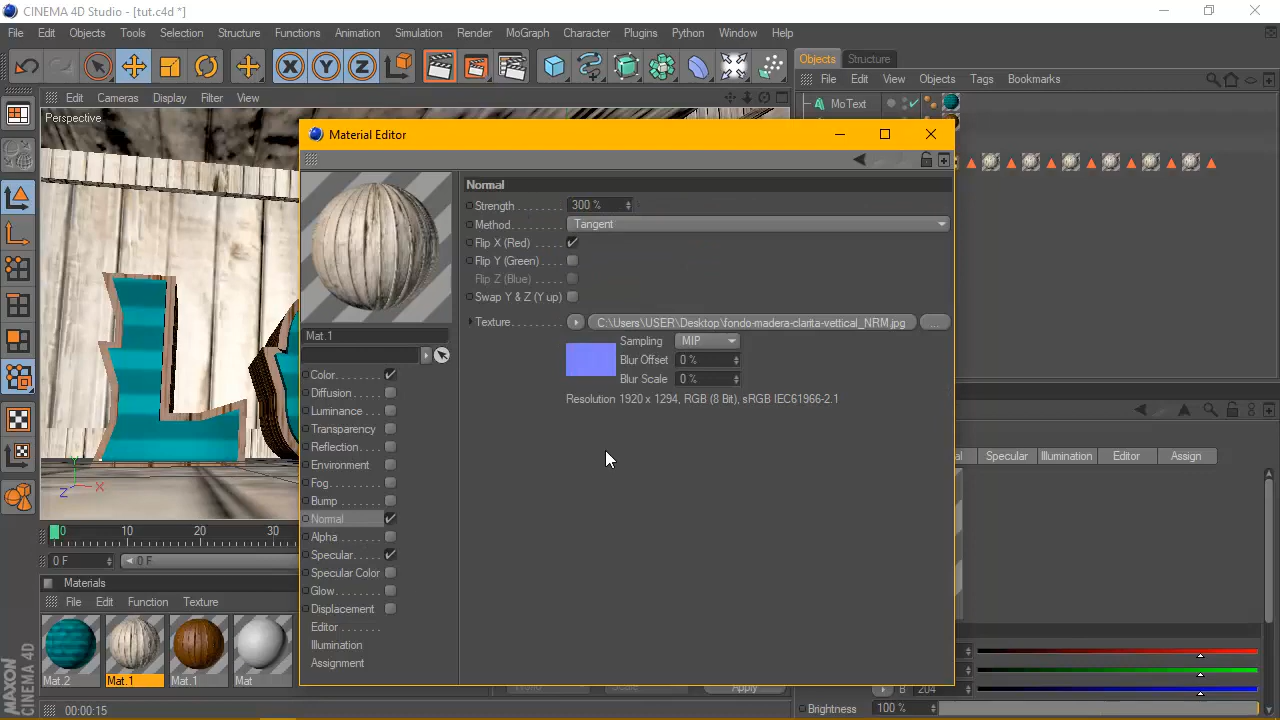 CINEMA 4D Studio - [tut.c4d *]
File Edit Objects Tools Selection Structure Functions Animation Simulation Render MoGraph Character Plugins Python Window Help
Objects Structure
Edit Cameras Display Filter View
File Edit View Objects Tags Bookmarks
MoText
Perspective
Material Editor
Normal
Strength 300 %
Method Tangent
Flip X (Red)
Flip Y (Green)
Flip Z (Blue)
Swap Y & Z (Y up)
Texture C:\Users\USER\Desktop\fondo-madera-clarita-vettical_NRM.jpg ...
Sampling MIP
Blur Offset 0 %
Blur Scale 0 %
Resolution 1920 x 1294, RGB (8 Bit), sRGB IEC61966-2.1
Mat.1
Color
Diffusion
Luminance
Transparency
Reflection
Environment
Fog
Bump
Normal
Alpha
Specular
Specular Color
Glow
Displacement
Editor
Illumination
Assignment
Specular Illumination Editor Assign
0 10 20 30
0 F 0 F
Materials
File Edit Function Texture
Mat.2 Mat.1 Mat.1 Mat
Apply
B 204
Brightness 100 %
X Y Z
Z X Y
MAXON CINEMA 4D
00:00:15